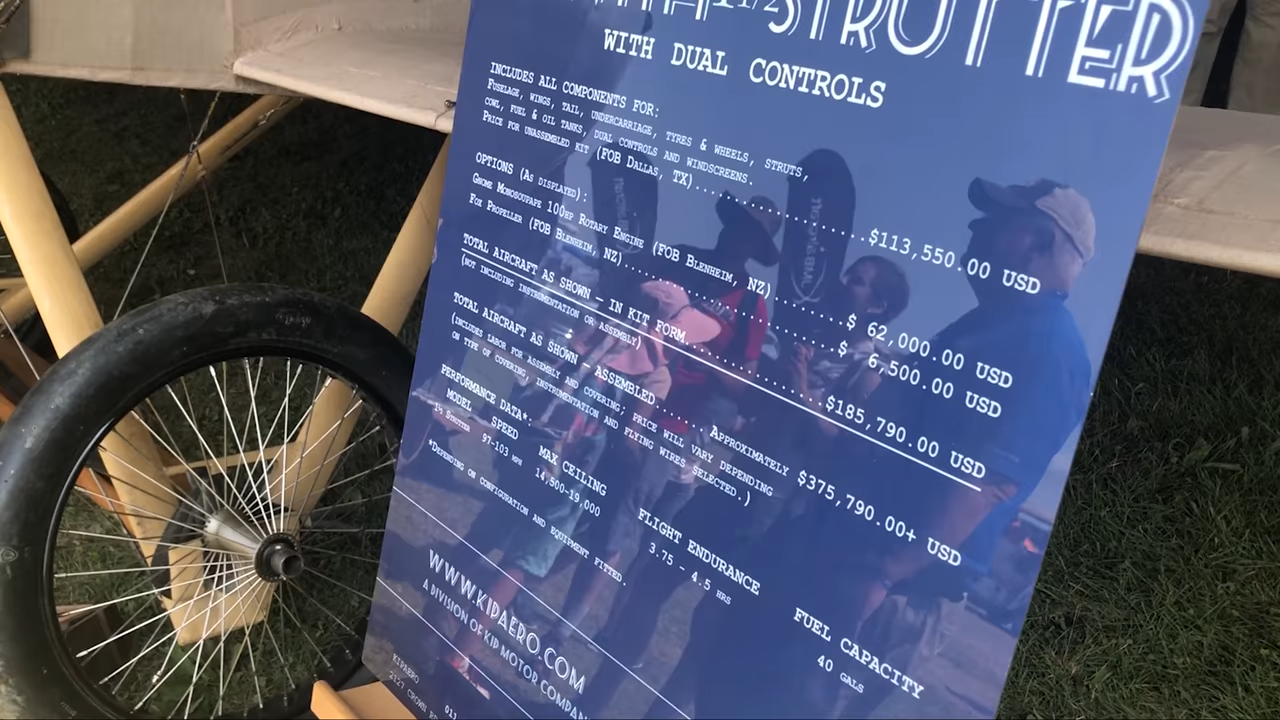 1½ STRUTTER
WITH DUAL CONTROLS
INCLUDES ALL COMPONENTS FOR:
FUSELAGE, WINGS, TAIL, UNDERCARRIAGE, TYRES & WHEELS, STRUTS,
COWL, FUEL & OIL TANKS, DUAL CONTROLS AND WINDSCREENS.
PRICE FOR UNASSEMBLED KIT (FOB DALLAS, TX)....................$113,550.00 USD
OPTIONS (AS DISPLAYED):
GNOME MONOSOUPAPE 100HP ROTARY ENGINE (FOB BLENHEIM, NZ)........$ 62,000.00 USD
FOX PROPELLER (FOB BLENHEIM, NZ)........................$ 6,500.00 USD
TOTAL AIRCRAFT AS SHOWN – IN KIT FORM................$185,790.00 USD
(NOT INCLUDING INSTRUMENTATION OR ASSEMBLY)
TOTAL AIRCRAFT AS SHOWN – ASSEMBLED.......APPROXIMATELY $375,790.00+ USD
(INCLUDES LABOR FOR ASSEMBLY AND COVERING; PRICE WILL VARY DEPENDING
ON TYPE OF COVERING, INSTRUMENTATION AND FLYING WIRES SELECTED.)
PERFORMANCE DATA*:
MODEL SPEED MAX CEILING FLIGHT ENDURANCE FUEL CAPACITY
1½ STRUTTER 97-103 MPH 14,500-19,000 3.75 – 4.5 HRS 40 GALS
*DEPENDING ON CONFIGURATION AND EQUIPMENT FITTED.
WWW.KIPAERO.COM
A DIVISION OF KIP MOTOR COMPAN
KIPAERO
2127 CROWN
011